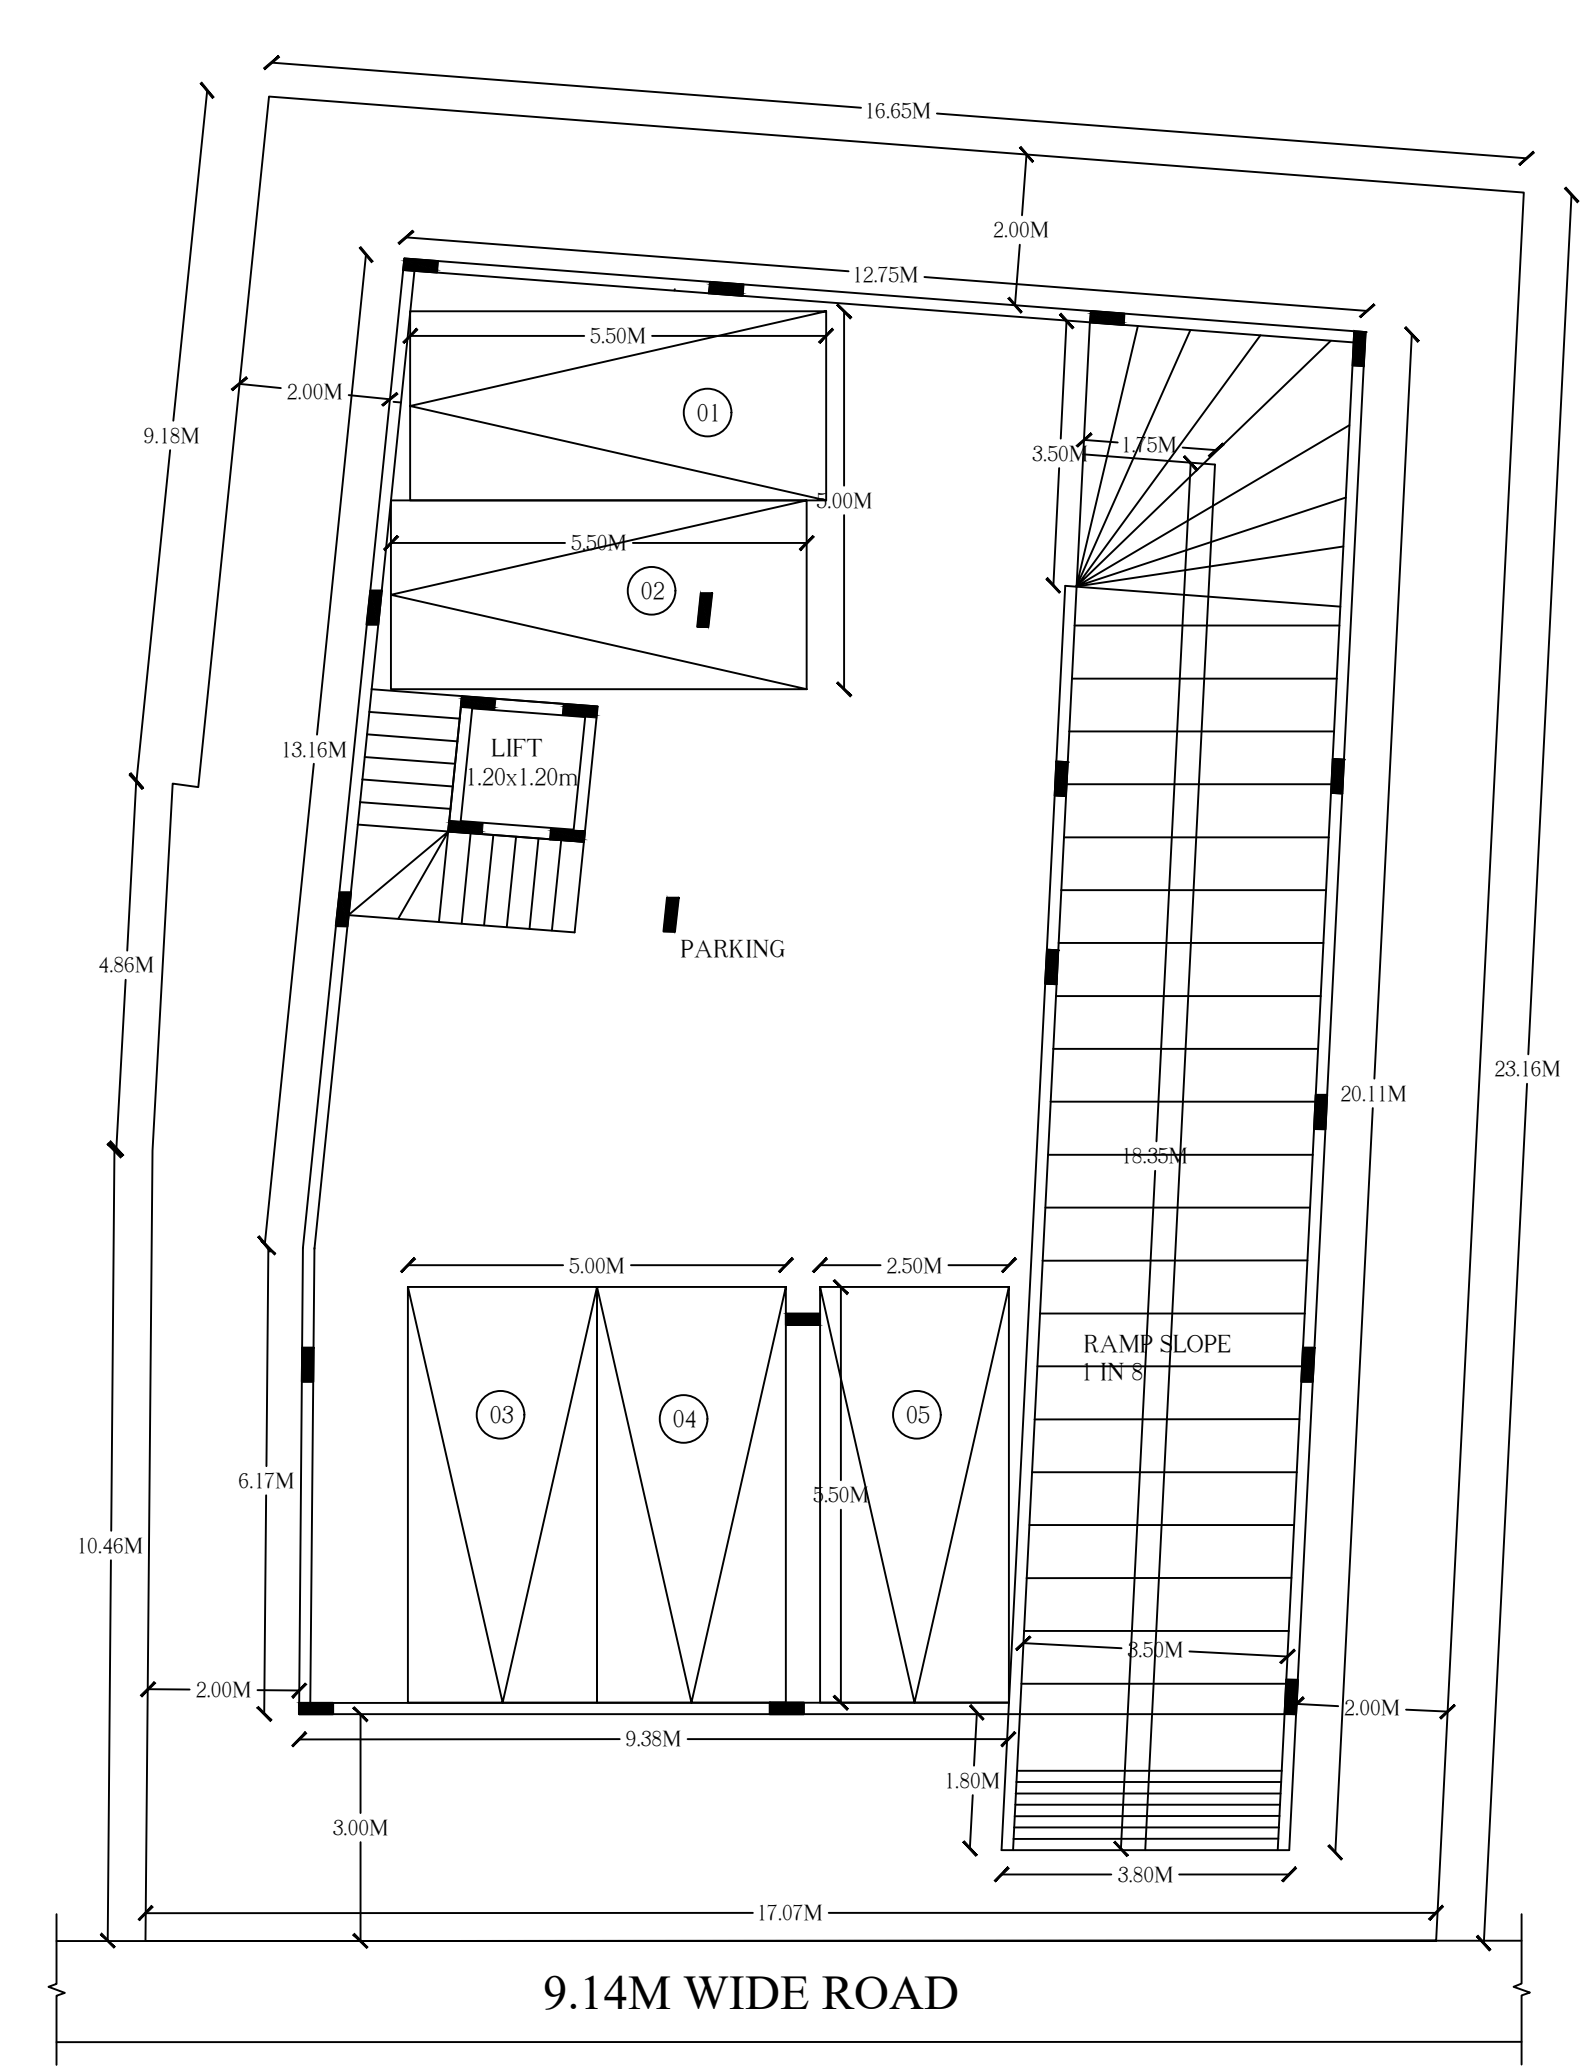 16.65M
2.00M
12.75M
5.50M
2.00M
01
9.18M
1.75M
3.50M
5.00M
5.50M
02
LIFT
1.20x1.20m
13.16M
PARKING
4.86M
23.16M
20.11M
18.35M
5.00M
2.50M
RAMP SLOPE
1 IN 8
03
04
05
6.17M
5.50M
10.46M
3.50M
2.00M
2.00M
9.38M
1.80M
3.00M
3.80M
17.07M
9.14M WIDE ROAD